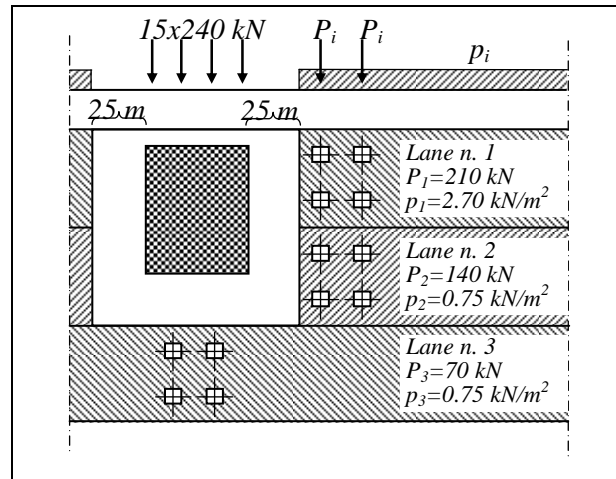 15x240 kN
P_i P_i
p_i
25 m 25 m
Lane n. 1
P_1=210 kN
p_1=2.70 kN/m^2
Lane n. 2
P_2=140 kN
p_2=0.75 kN/m^2
Lane n. 3
P_3=70 kN
p_3=0.75 kN/m^2